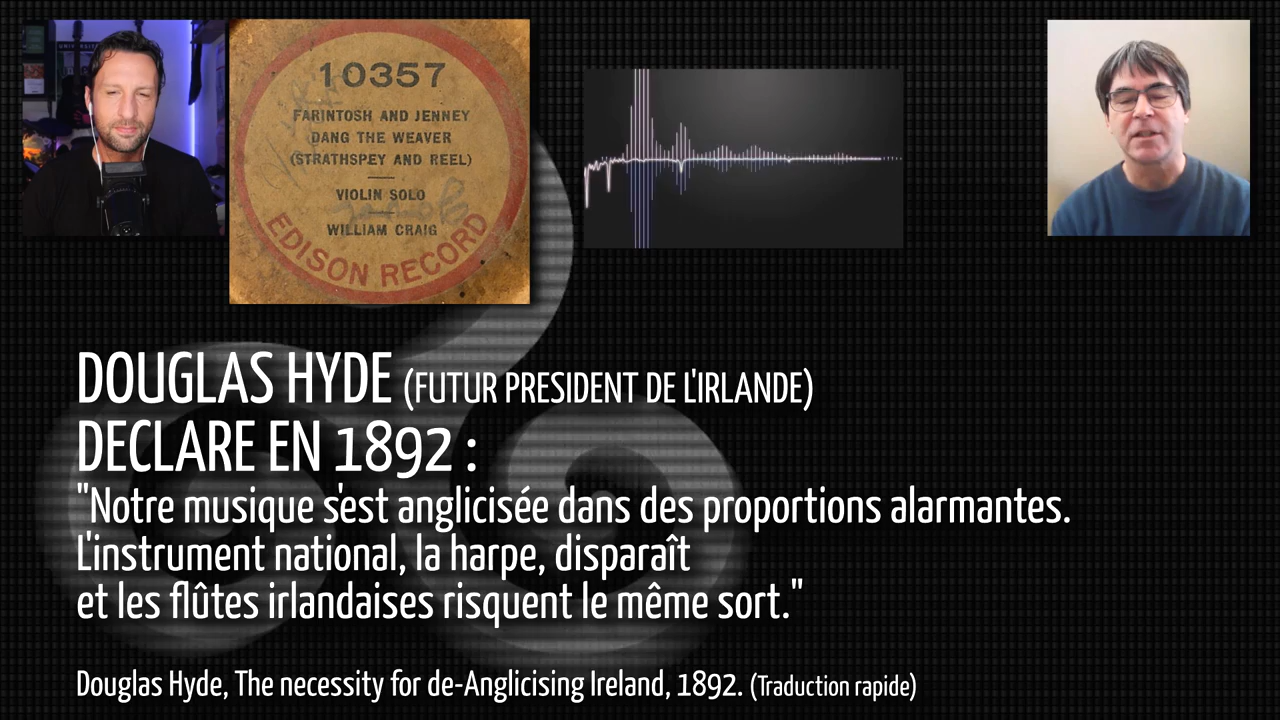 UNIVERSITE
10357
FARINTOSH AND JENNEY
DANG THE WEAVER
(STRATHSPEY AND REEL)
VIOLIN SOLO
WILLIAM CRAIG
EDISON RECORD
DOUGLAS HYDE (FUTUR PRESIDENT DE L'IRLANDE)
DECLARE EN 1892 :
"Notre musique s'est anglicisée dans des proportions alarmantes.
L'instrument national, la harpe, disparaît
et les flûtes irlandaises risquent le même sort."
Douglas Hyde, The necessity for de-Anglicising Ireland, 1892. (Traduction rapide)